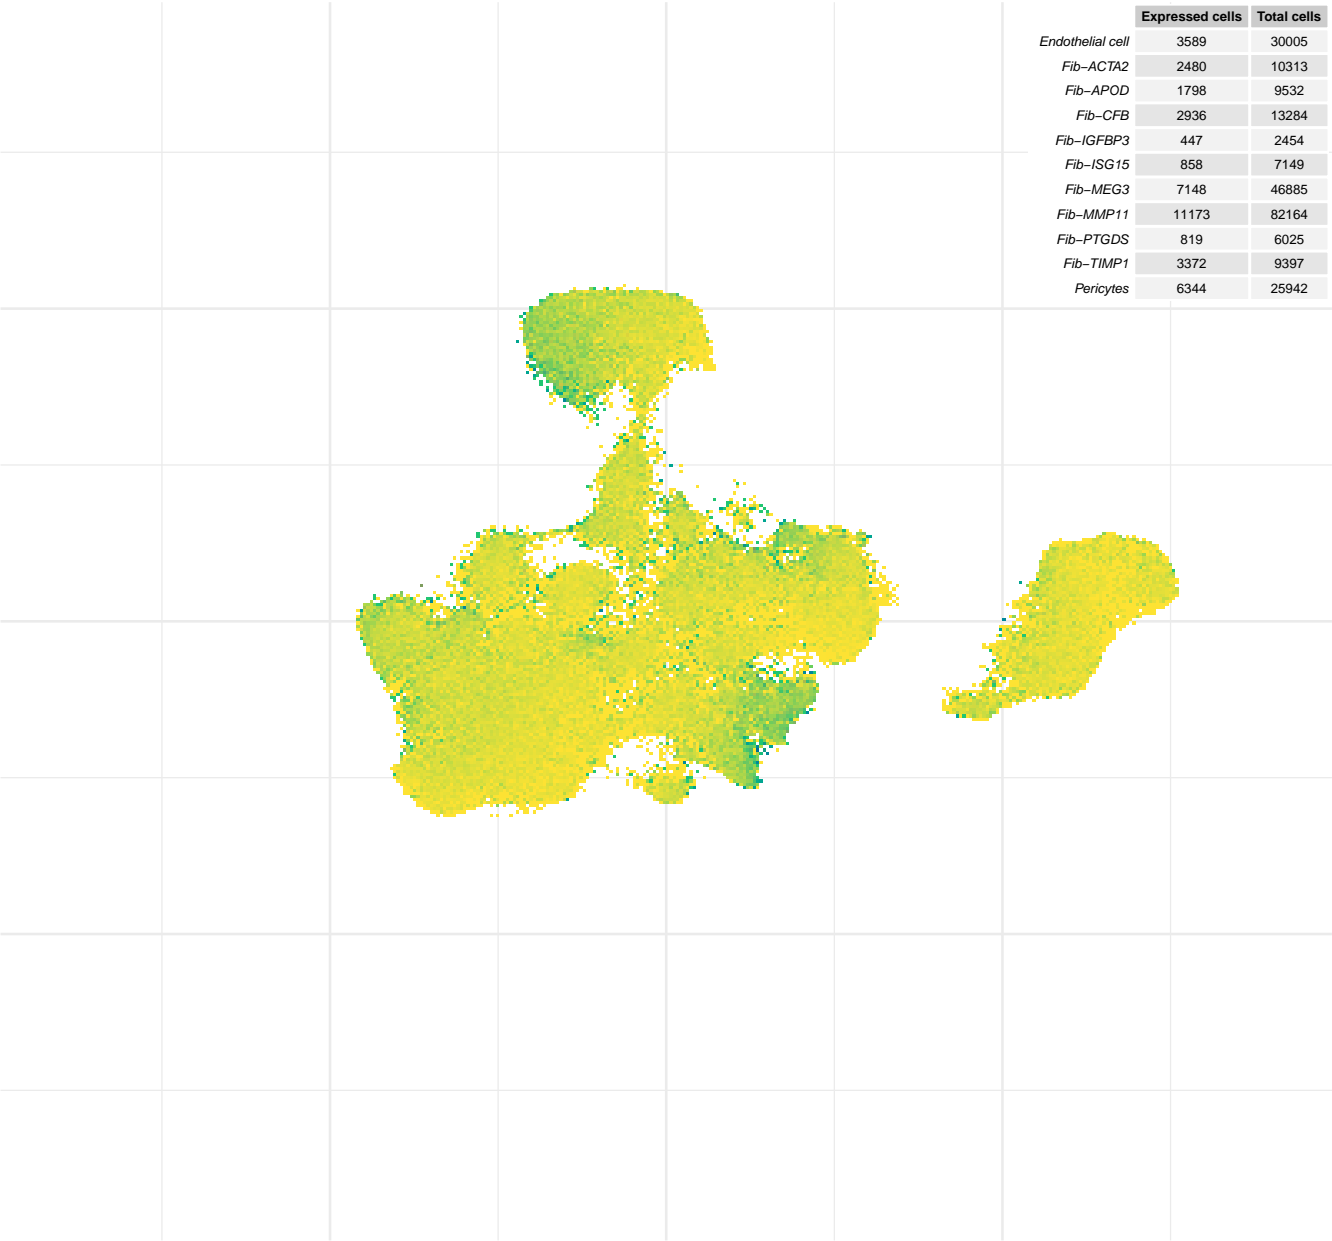 Expressed cells Total cells
Endothelial cell 3589 30005
Fib−ACTA2 2480 10313
Fib−APOD 1798 9532
Fib−CFB 2936 13284
Fib−IGFBP3 447 2454
Fib−ISG15 858 7149
Fib−MEG3 7148 46885
Fib−MMP11 11173 82164
Fib−PTGDS 819 6025
Fib−TIMP1 3372 9397
Pericytes 6344 25942